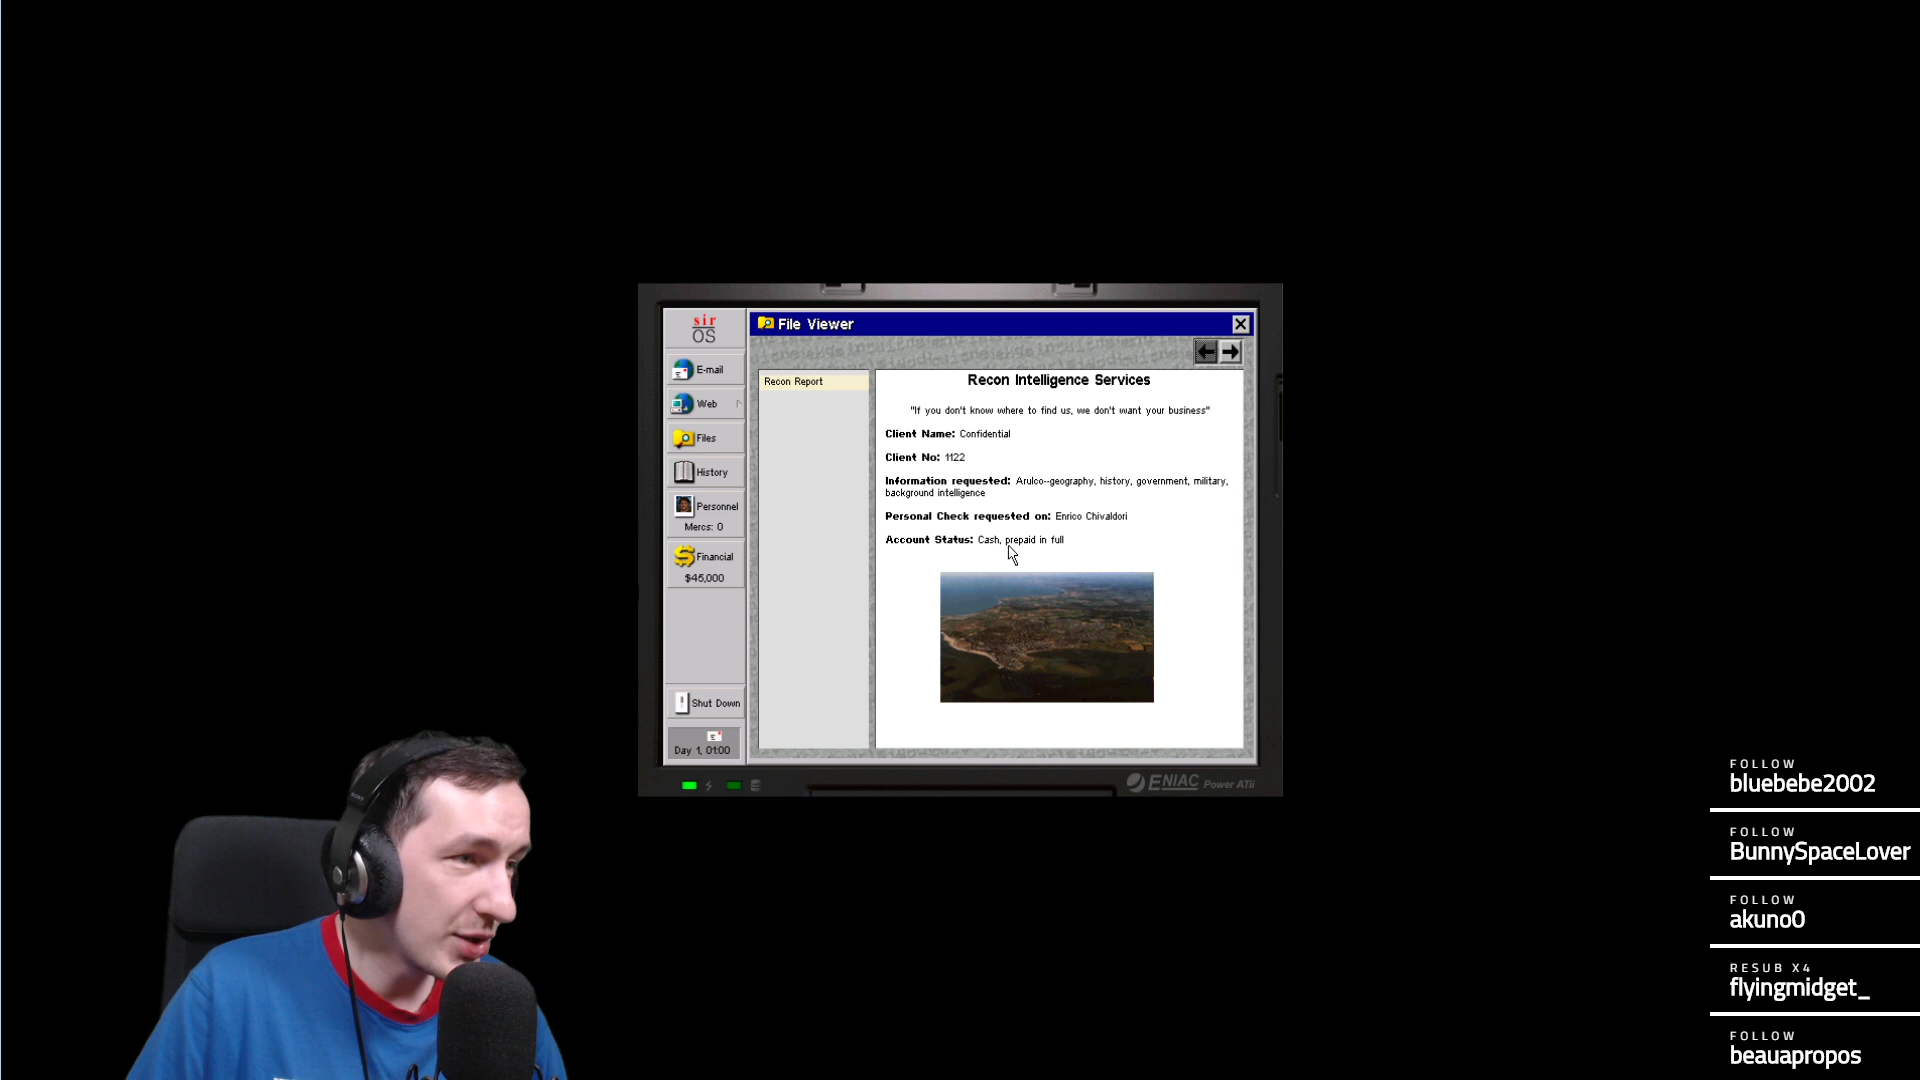 sir
OS
File Viewer
E-mail
Web
Files
History
Personnel
Mercs: 0
Financial
$45,000
Shut Down
Day 1, 01:00
Recon Report
Recon Intelligence Services
"If you don't know where to find us, we don't want your business"
Client Name: Confidential
Client No: 1122
Information requested: Arulco--geography, history, government, military,
background intelligence
Personal Check requested on: Enrico Chivaldori
Account Status: Cash, prepaid in full
ENIAC Power ATii
SONY
FOLLOW
bluebebe2002
FOLLOW
BunnySpaceLover
FOLLOW
akuno0
RESUB X4
flyingmidget_
FOLLOW
beauapropos